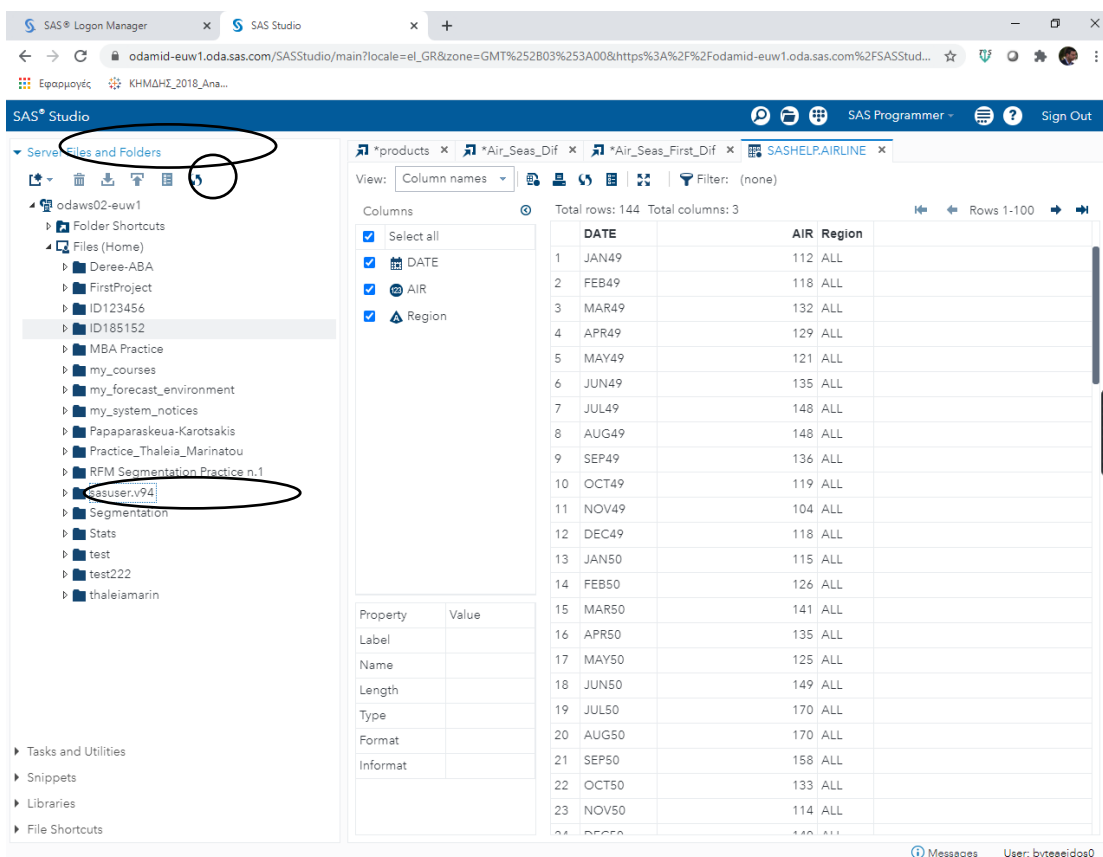 SAS® Logon Manager
SAS Studio
odamid-euw1.oda.sas.com/SASStudio/main?locale=el_GR&zone=GMT%252B03%253A00&https%3A%2F%2Fodamid-euw1.oda.sas.com%2FSASStud...
Εφαρμογές ΚΗΜΔΗΣ_2018_Ana...
SAS® Studio SAS Programmer Sign Out
Server Files and Folders
odaws02-euw1
Folder Shortcuts
Files (Home)
Deree-ABA
FirstProject
ID123456
ID185152
MBA Practice
my_courses
my_forecast_environment
my_system_notices
Papaparaskeua-Karotsakis
Practice_Thaleia_Marinatou
RFM Segmentation Practice n.1
sasuser.v94
Segmentation
Stats
test
test222
thaleiamarin
Tasks and Utilities
Snippets
Libraries
File Shortcuts
*products *Air_Seas_Dif *Air_Seas_First_Dif SASHELP.AIRLINE
View: Column names Filter: (none)
Columns
Select all
DATE
AIR
Region
Property Value
Label
Name
Length
Type
Format
Informat
Total rows: 144 Total columns: 3 Rows 1-100
DATE AIR Region
1 JAN49 112 ALL
2 FEB49 118 ALL
3 MAR49 132 ALL
4 APR49 129 ALL
5 MAY49 121 ALL
6 JUN49 135 ALL
7 JUL49 148 ALL
8 AUG49 148 ALL
9 SEP49 136 ALL
10 OCT49 119 ALL
11 NOV49 104 ALL
12 DEC49 118 ALL
13 JAN50 115 ALL
14 FEB50 126 ALL
15 MAR50 141 ALL
16 APR50 135 ALL
17 MAY50 125 ALL
18 JUN50 149 ALL
19 JUL50 170 ALL
20 AUG50 170 ALL
21 SEP50 158 ALL
22 OCT50 133 ALL
23 NOV50 114 ALL
24 DEC50 140 ALL
Messages User: byteaeidos0